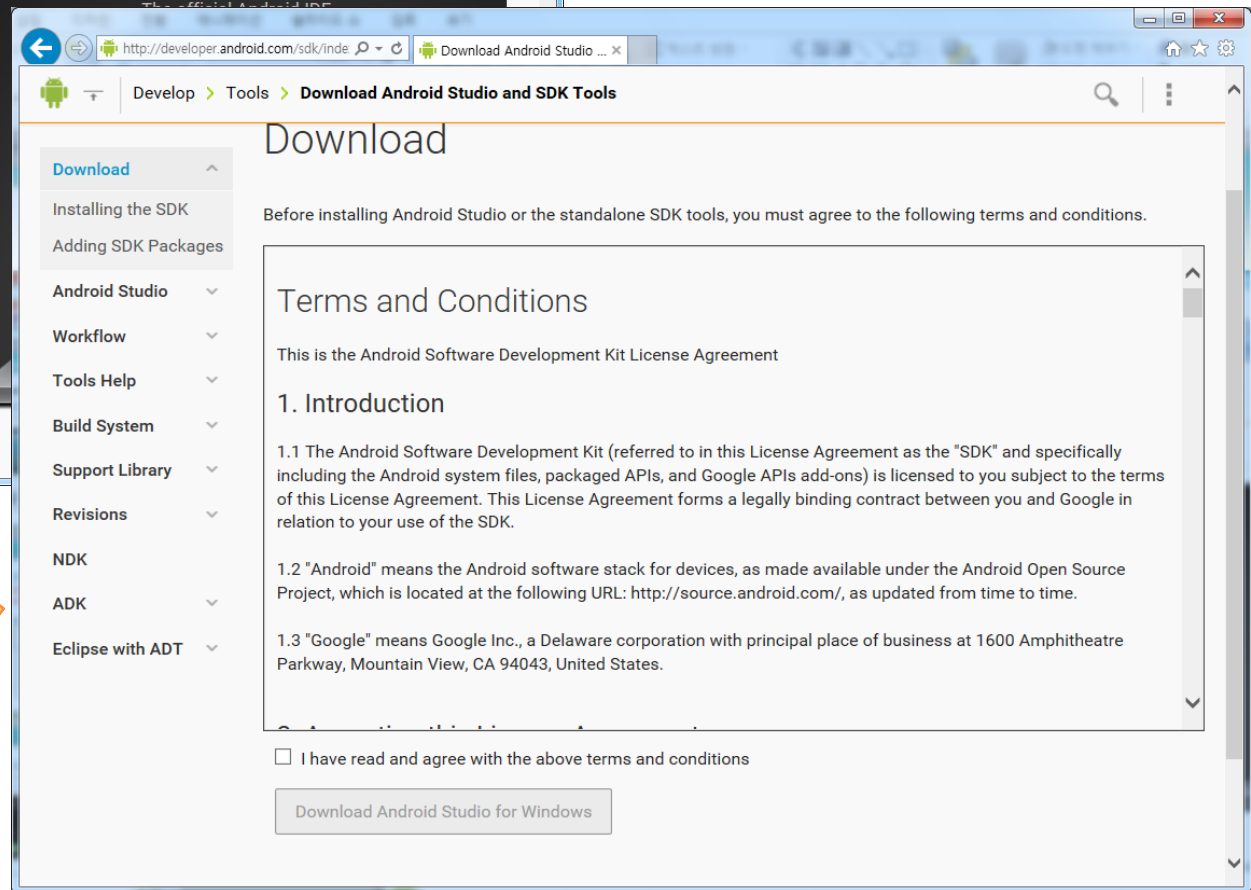 The official Android IDE
http://developer.android.com/sdk/inde
Download Android Studio ...
Develop > Tools > Download Android Studio and SDK Tools
Download
Installing the SDK
Adding SDK Packages
Android Studio
Workflow
Tools Help
Build System
Support Library
Revisions
NDK
ADK
Eclipse with ADT
Download
Before installing Android Studio or the standalone SDK tools, you must agree to the following terms and conditions.
Terms and Conditions
This is the Android Software Development Kit License Agreement
1. Introduction
1.1 The Android Software Development Kit (referred to in this License Agreement as the "SDK" and specifically
including the Android system files, packaged APIs, and Google APIs add-ons) is licensed to you subject to the terms
of this License Agreement. This License Agreement forms a legally binding contract between you and Google in
relation to your use of the SDK.
1.2 "Android" means the Android software stack for devices, as made available under the Android Open Source
Project, which is located at the following URL: http://source.android.com/, as updated from time to time.
1.3 "Google" means Google Inc., a Delaware corporation with principal place of business at 1600 Amphitheatre
Parkway, Mountain View, CA 94043, United States.
I have read and agree with the above terms and conditions
Download Android Studio for Windows